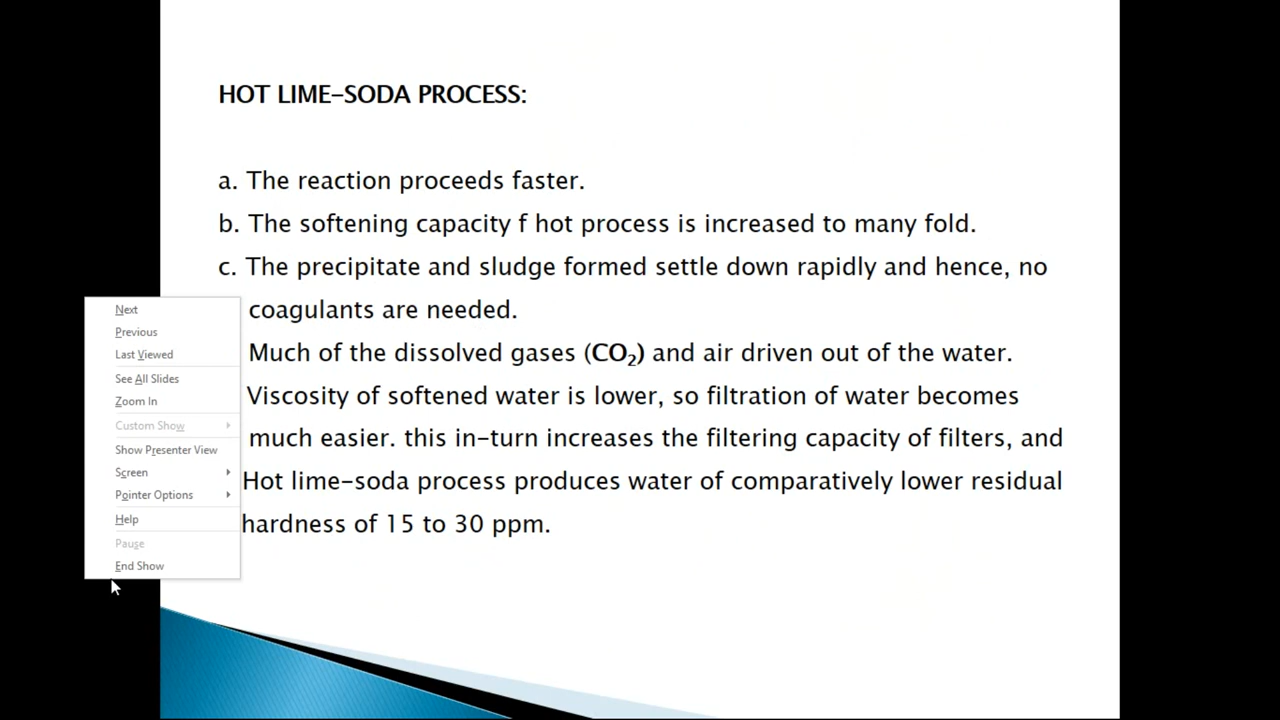 HOT LIME-SODA PROCESS:
a. The reaction proceeds faster.
b. The softening capacity f hot process is increased to many fold.
c. The precipitate and sludge formed settle down rapidly and hence, no
coagulants are needed.
Much of the dissolved gases (CO₂) and air driven out of the water.
Viscosity of softened water is lower, so filtration of water becomes
much easier. this in-turn increases the filtering capacity of filters, and
Hot lime-soda process produces water of comparatively lower residual
hardness of 15 to 30 ppm.
Next
Previous
Last Viewed
See All Slides
Zoom In
Custom Show
Show Presenter View
Screen
Pointer Options
Help
Pause
End Show